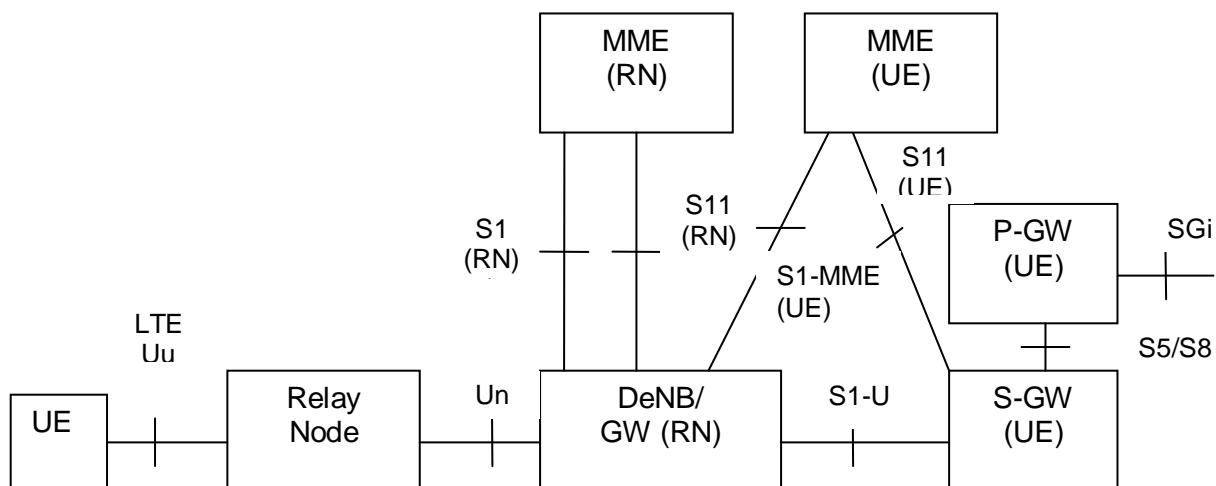 MME
(RN)
MME
(UE)
S11
(UE)
S1
(RN)
S11
(RN)
P-GW
(UE)
SGi
S1-MME
(UE)
LTE
Uu
S5/S8
UE
Relay
Node
Un
DeNB/
GW (RN)
S1-U
S-GW
(UE)